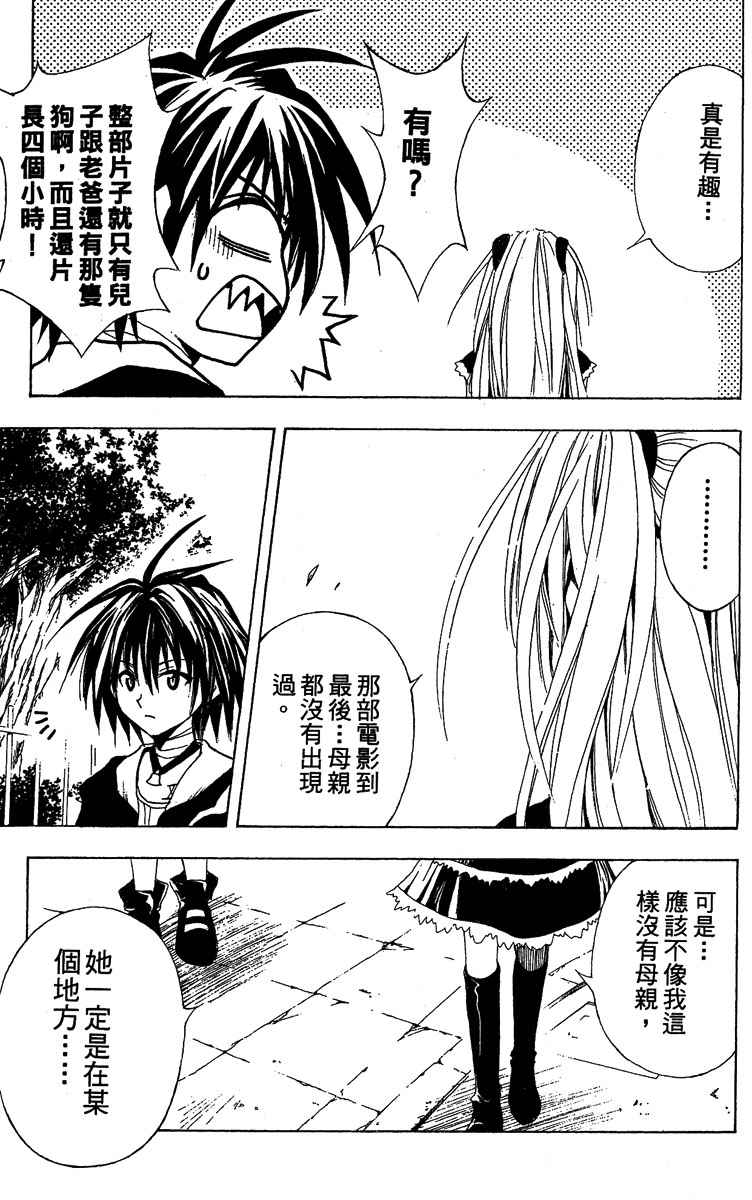 真是有趣…
有嗎？
整部片子就只有兒
子跟老爸還有那隻
狗啊，而且還片
長四個小時！
…………
那部電影到
最後…母親
都沒有出現
過。
可是…
應該不像我這
樣沒有母親，
她一定是在某
個地方……